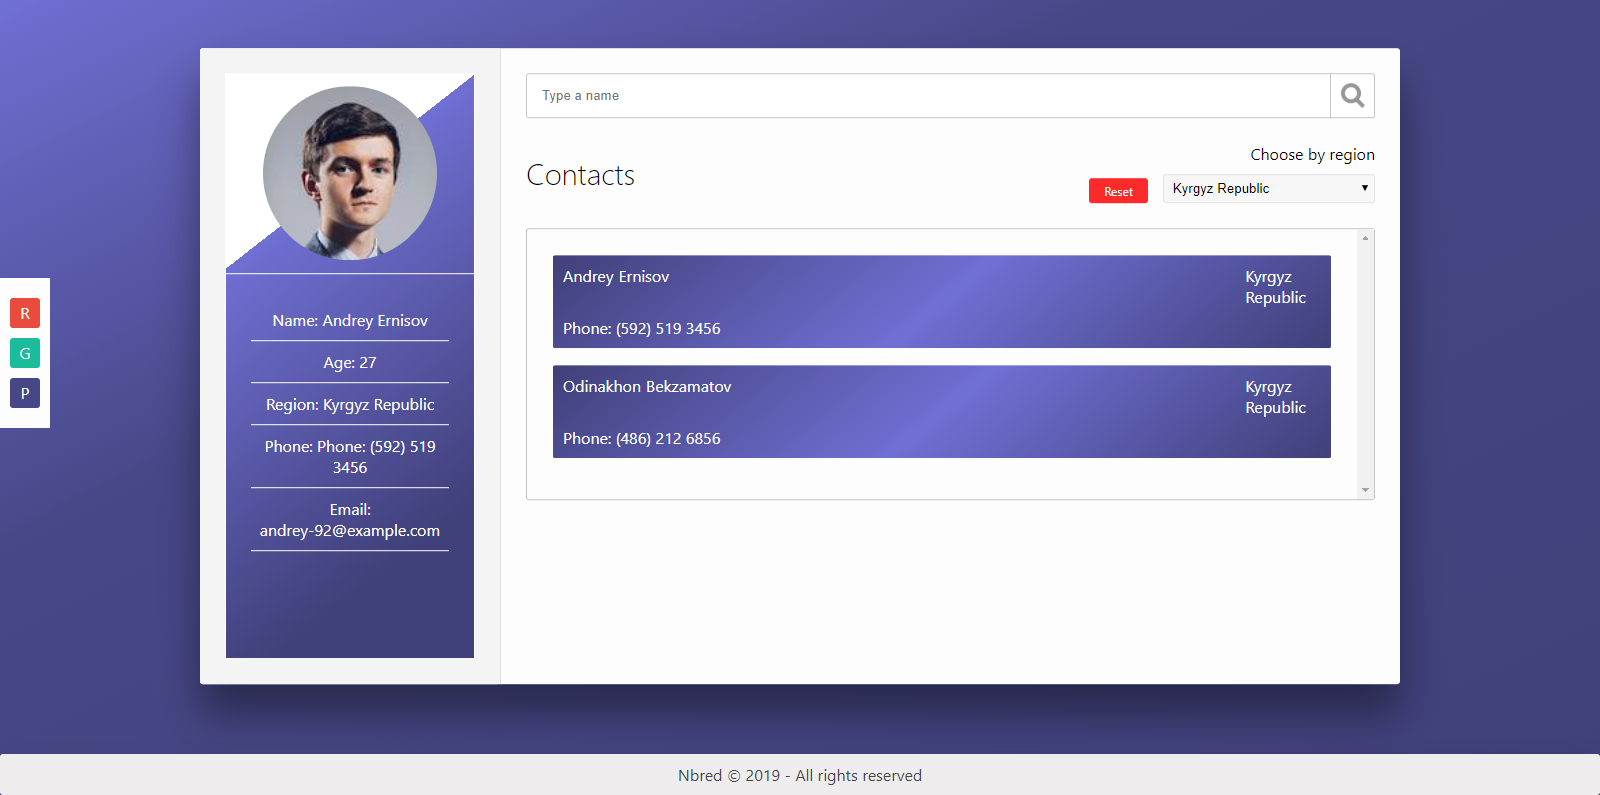 R
G
P
Name: Andrey Ernisov
Age: 27
Region: Kyrgyz Republic
Phone: Phone: (592) 519
3456
Email:
andrey-92@example.com
Type a name
Contacts
Choose by region
Reset
Kyrgyz Republic
Andrey Ernisov
Kyrgyz
Republic
Phone: (592) 519 3456
Odinakhon Bekzamatov
Kyrgyz
Republic
Phone: (486) 212 6856
Nbred © 2019 - All rights reserved